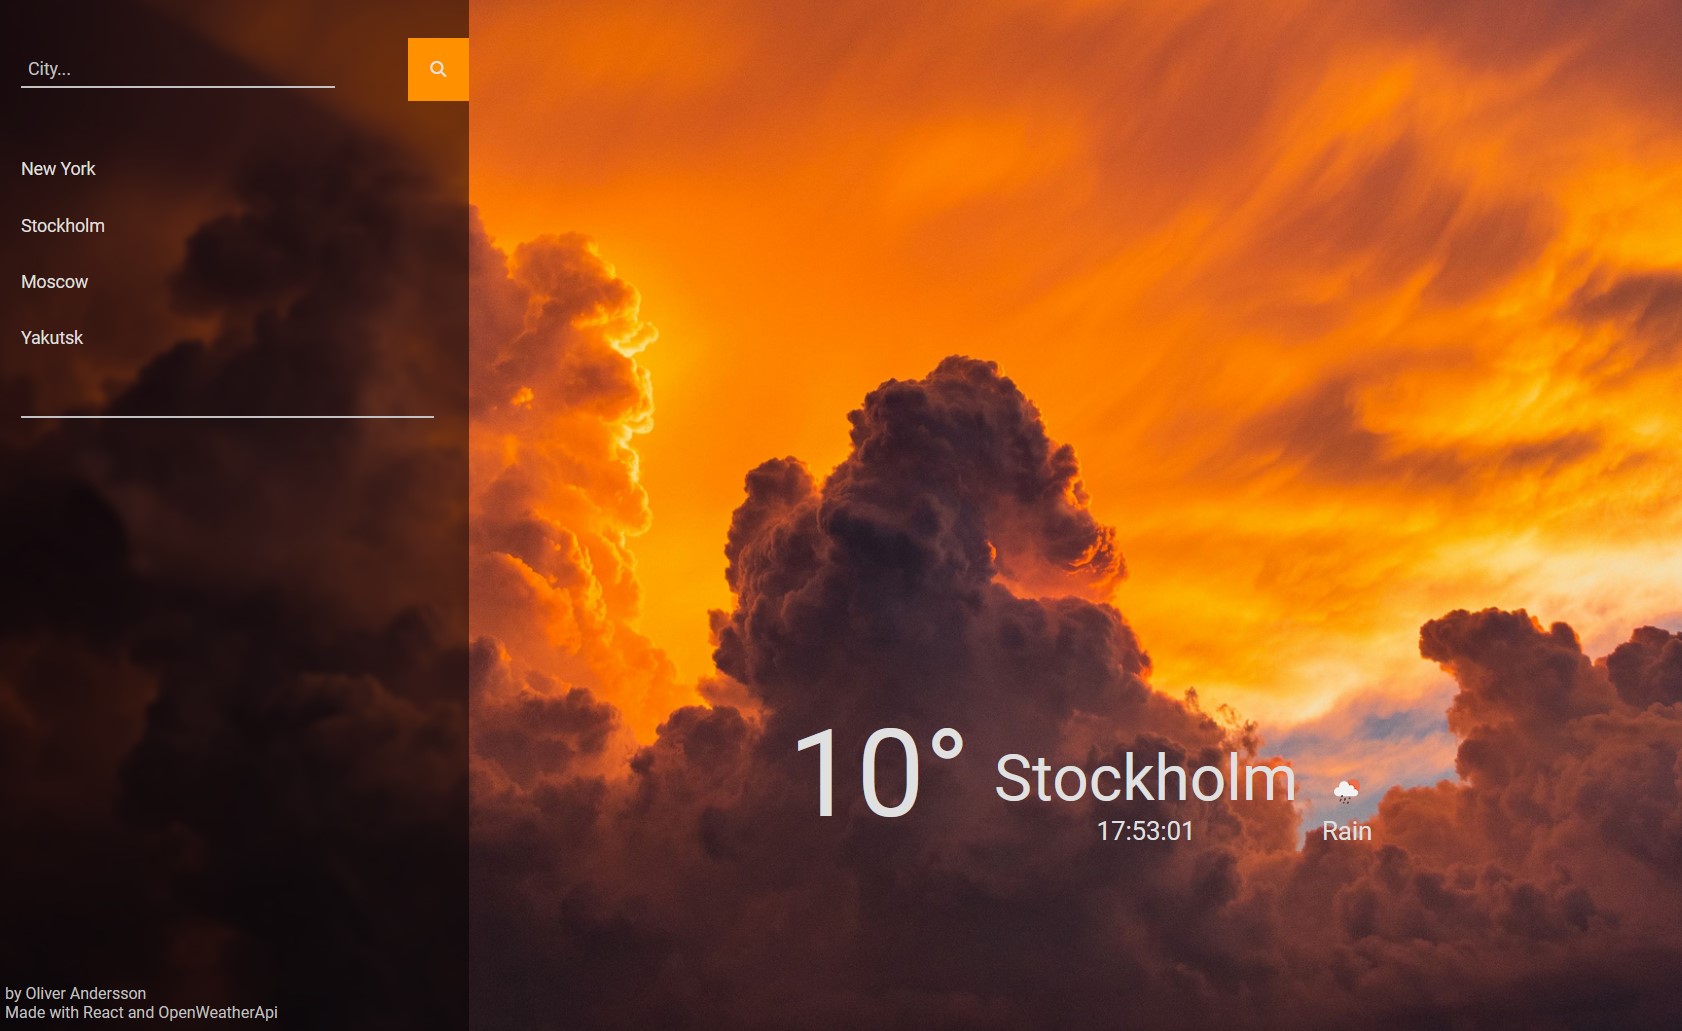 City...
New York
Stockholm
Moscow
Yakutsk
10° Stockholm
17:53:01 Rain
by Oliver Andersson
Made with React and OpenWeatherApi